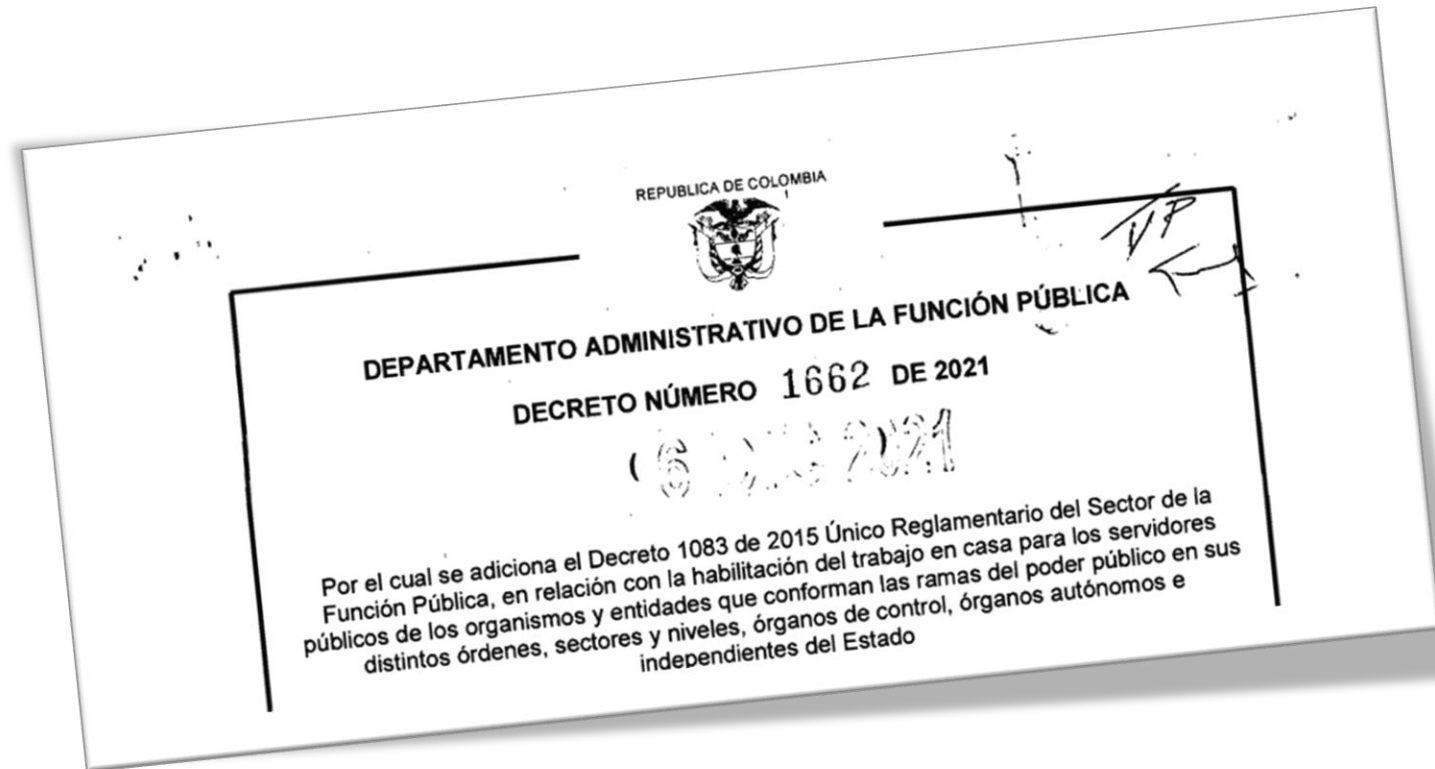 REPUBLICA DE COLOMBIA
DEPARTAMENTO ADMINISTRATIVO DE LA FUNCIÓN PÚBLICA
DECRETO NÚMERO 1662 DE 2021
( 6 2021
Por el cual se adiciona el Decreto 1083 de 2015 Único Reglamentario del Sector de la
Función Pública, en relación con la habilitación del trabajo en casa para los servidores
públicos de los organismos y entidades que conforman las ramas del poder público en sus
distintos órdenes, sectores y niveles, órganos de control, órganos autónomos e
independientes del Estado